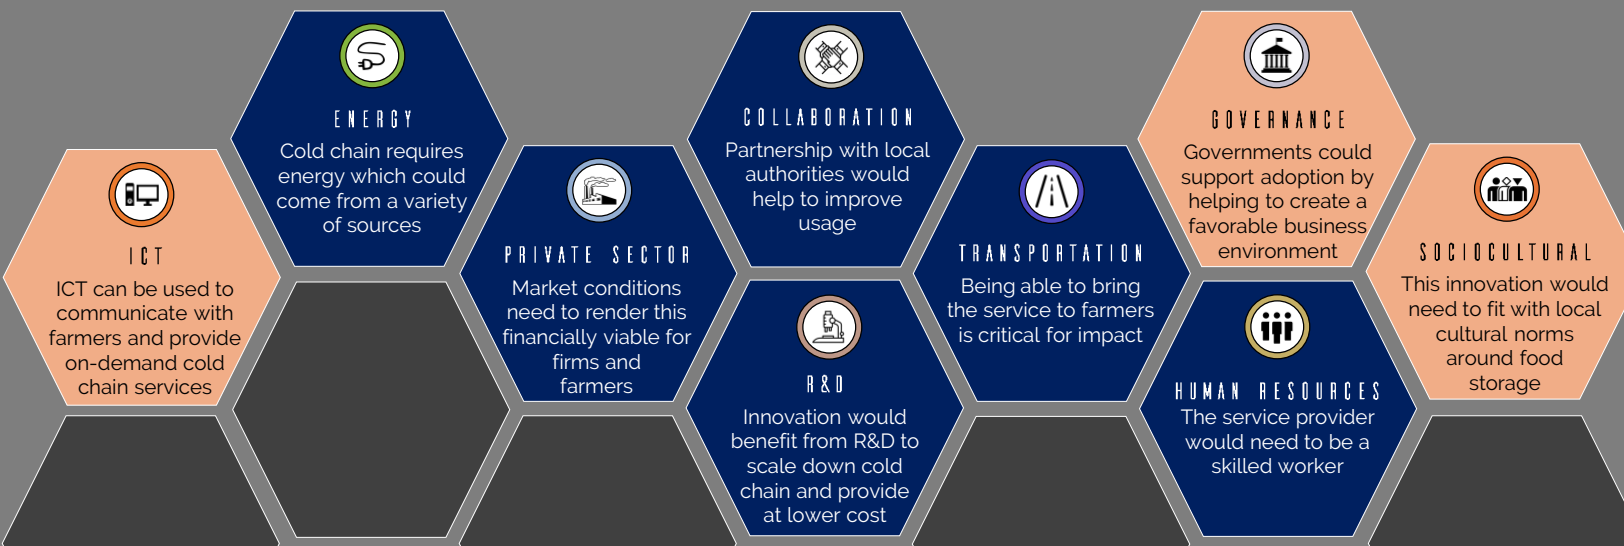 ENERGY
Cold chain requires
energy which could
come from a variety
of sources
COLLABORATION
Partnership with local
authorities would
help to improve
usage
GOVERNANCE
Governments could
support adoption by
helping to create a
favorable business
environment
ICT
ICT can be used to
communicate with
farmers and provide
on-demand cold
chain services
PRIVATE SECTOR
Market conditions
need to render this
financially viable for
firms and
farmers
TRANSPORTATION
Being able to bring
the service to farmers
is critical for impact
SOCIOCULTURAL
This innovation would
need to fit with local
cultural norms
around food
storage
R&D
Innovation would
benefit from R&D to
scale down cold
chain and provide
at lower cost
HUMAN RESOURCES
The service provider
would need to be a
skilled worker